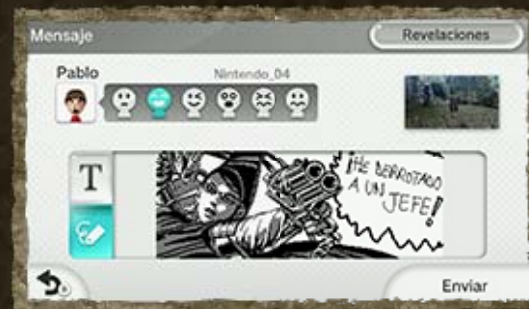 Mensaje
Revelaciones
Pablo
Nintendo_04
T
¡HE DERROTADO
A UN
JEFE!
Enviar